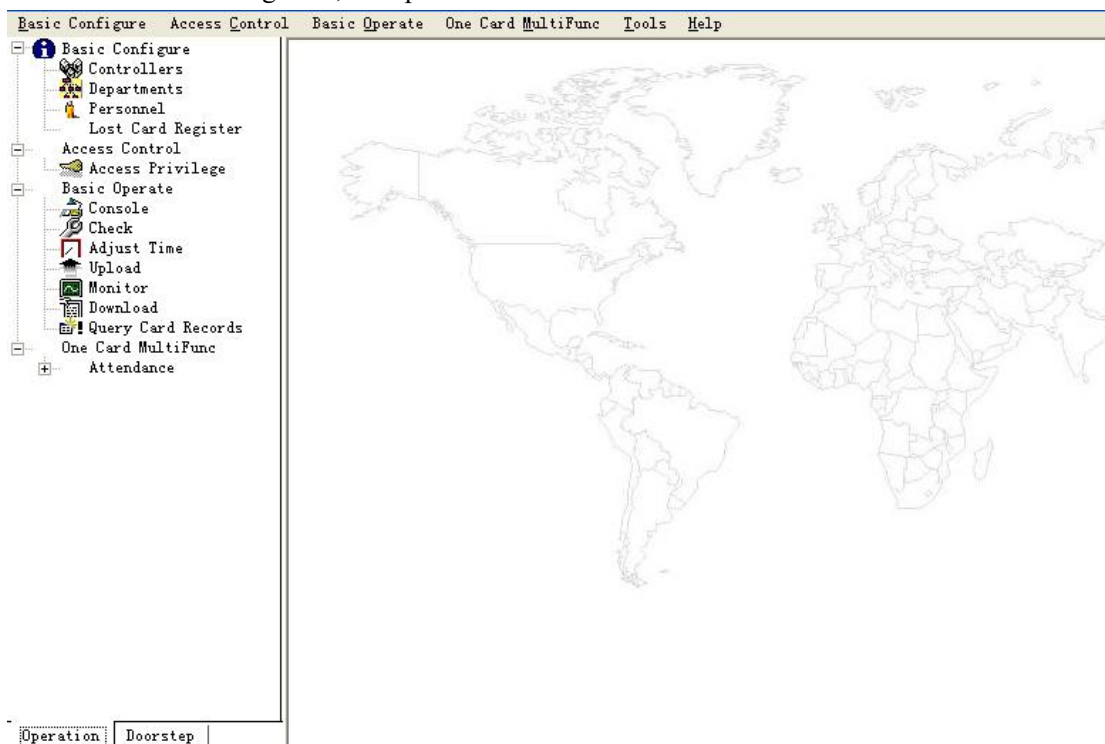 Basic Configure Access Control Basic Operate One Card MultiFunc Tools Help
Basic Configure
Controllers
Departments
Personnel
Lost Card Register
Access Control
Access Privilege
Basic Operate
Console
Check
Adjust Time
Upload
Monitor
Download
Query Card Records
One Card MultiFunc
Attendance
Operation Doorstep